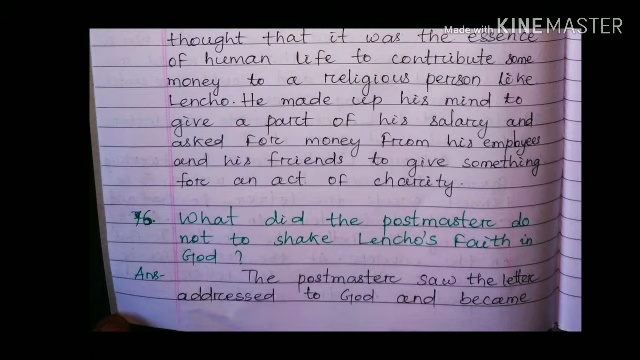 Made with KINEMASTER
thought that it was the essence
of human life to contribute some
money to a religious person like
Lencho. He made up his mind to
give a part of his salary and
asked for money from his employees
and his friends to give something
for an act of charity.
16. What did the postmaster do
not to shake Lencho's faith in
God ?
Ans- The postmaster saw the letter
addressed to God and became